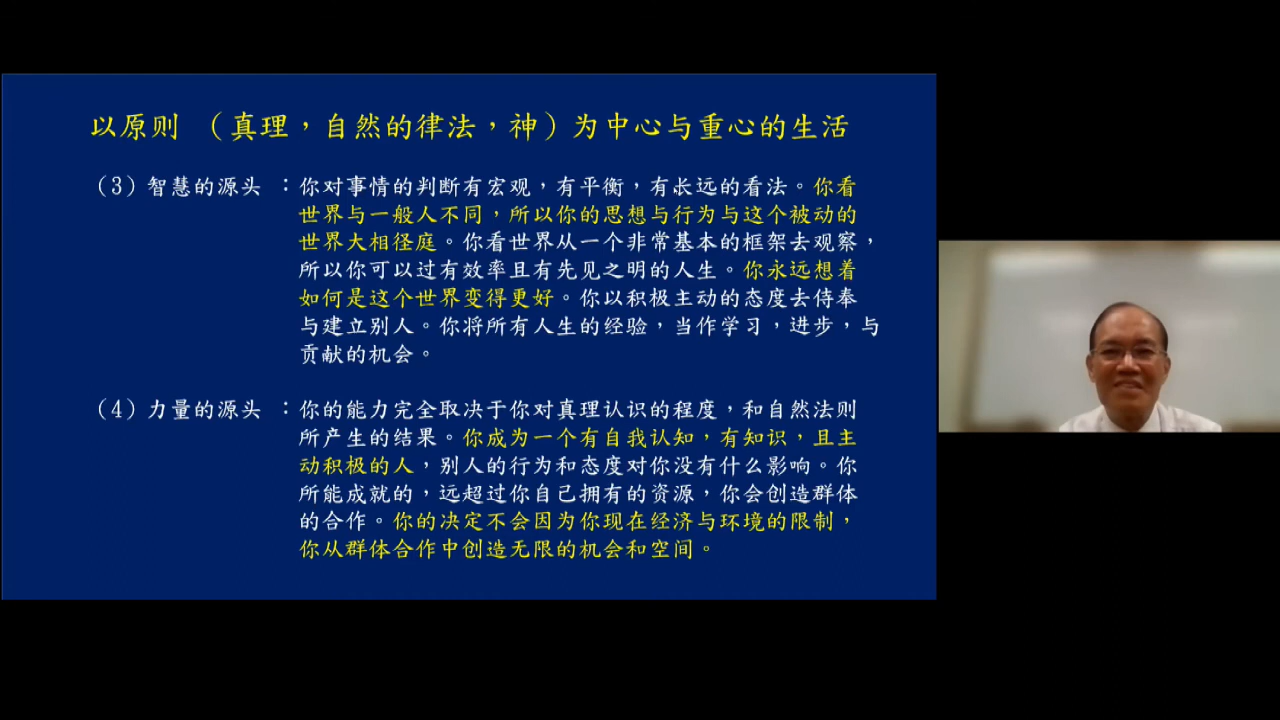 以原则 （真理，自然的律法，神）为中心与重心的生活
（3）智慧的源头 ：你对事情的判断有宏观，有平衡，有长远的看法。你看
世界与一般人不同，所以你的思想与行为与这个被动的
世界大相径庭。你看世界从一个非常基本的框架去观察，
所以你可以过有效率且有先见之明的人生。你永远想着
如何是这个世界变得更好。你以积极主动的态度去侍奉
与建立别人。你将所有人生的经验，当作学习，进步，与
贡献的机会。
（4）力量的源头 ：你的能力完全取决于你对真理认识的程度，和自然法则
所产生的结果。你成为一个有自我认知，有知识，且主
动积极的人，别人的行为和态度对你没有什么影响。你
所能成就的，远超过你自己拥有的资源，你会创造群体
的合作。你的决定不会因为你现在经济与环境的限制，
你从群体合作中创造无限的机会和空间。